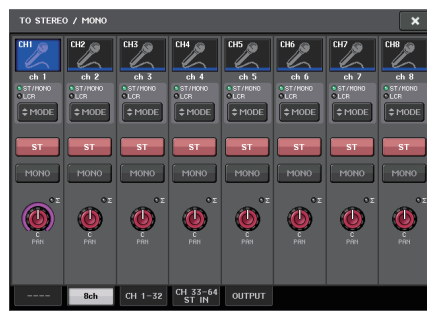 TO STEREO / MONO
CH1 CH2 CH3 CH4 CH5 CH6 CH7 CH8
ch 1 ch 2 ch 3 ch 4 ch 5 ch 6 ch 7 ch 8
ST/MONO ST/MONO ST/MONO ST/MONO ST/MONO ST/MONO ST/MONO ST/MONO
LCR LCR LCR LCR LCR LCR LCR LCR
MODE MODE MODE MODE MODE MODE MODE MODE
ST ST ST ST ST ST ST ST
MONO MONO MONO MONO MONO MONO MONO MONO
Σ Σ Σ Σ Σ Σ Σ Σ
C C C C C C C C
PAN PAN PAN PAN PAN PAN PAN PAN
---- 8ch CH 1-32 CH 33-64 OUTPUT
ST IN